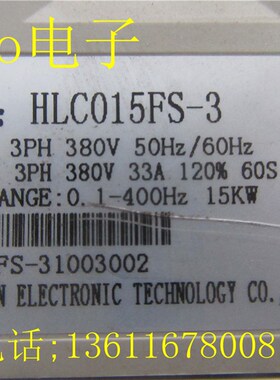 o电子
: HLC015FS-3
3PH 380V 50Hz/60Hz
3PH 380V 33A 120% 60S
ANGE:0.1-400Hz 15KW
FS-31003002
N ELECTRONIC TECHNOLOGY CO.,
电话;13611678008